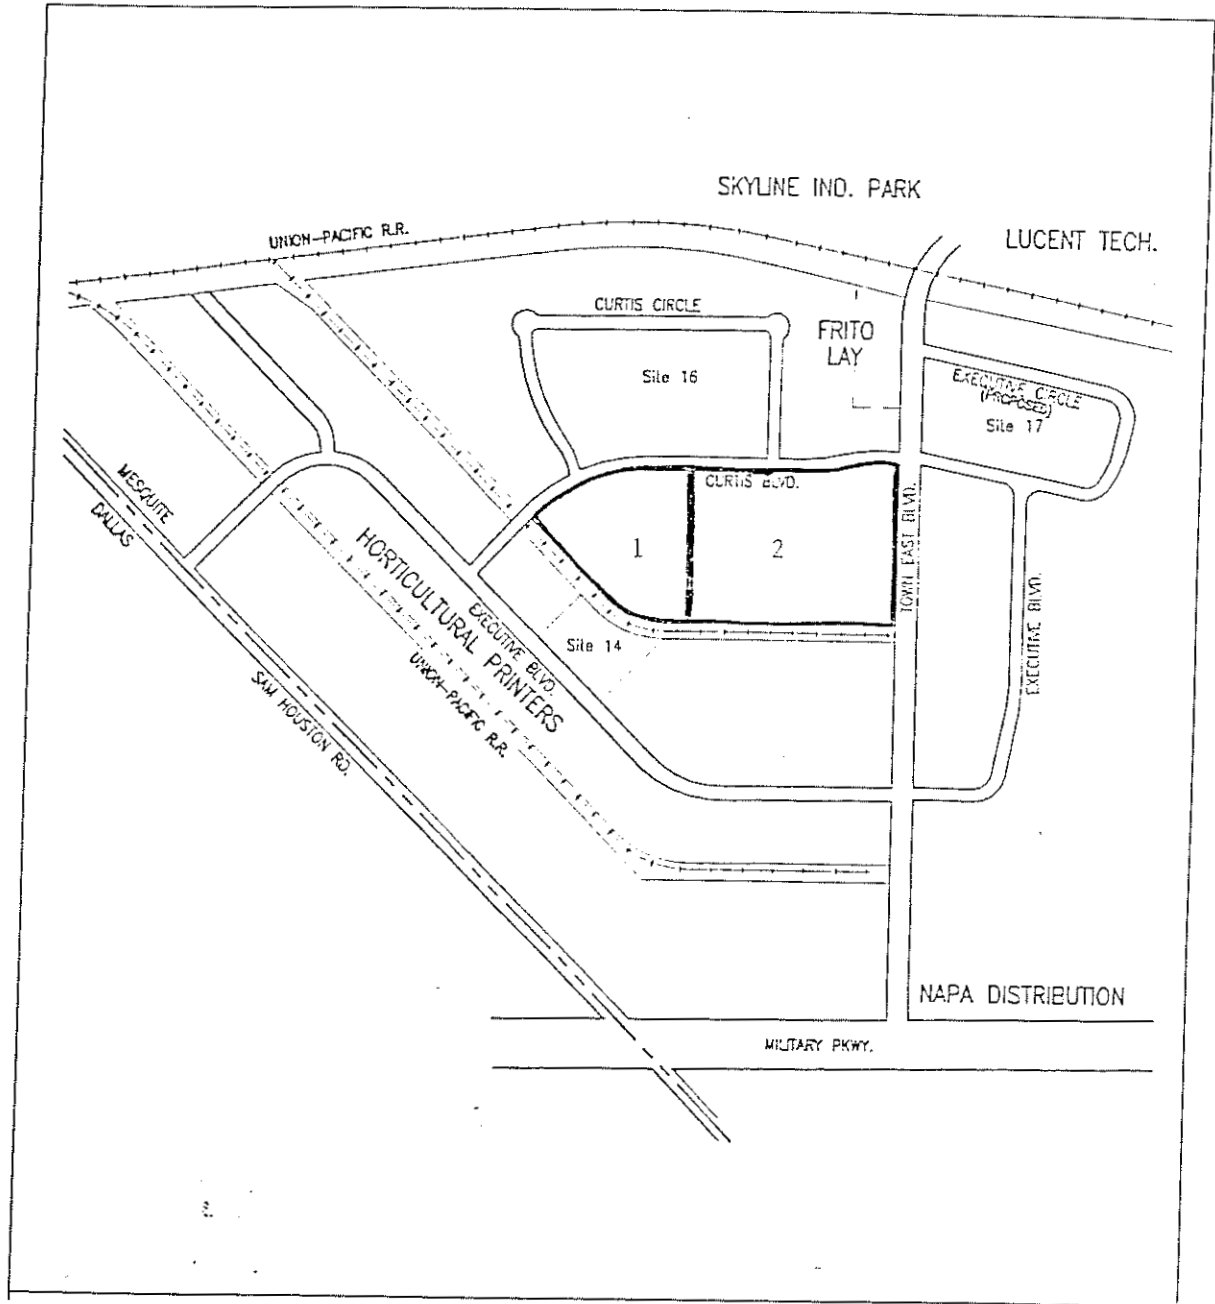 SKYLINE IND. PARK
UNION-PACIFIC R.R.
LUCENT TECH.
CURTIS CIRCLE
FRITO
LAY
Site 16
EXECUTIVE CIRCLE
(PROPOSED)
Site 17
MESQUITE
DALLAS
CURTIS BLVD.
1
2
TOWN EAST BLVD.
HORTICULTURAL PRINTERS
EXECUTIVE BLVD.
Site 14
UNION-PACIFIC R.R.
EXECUTIVE BLVD.
SAM HOUSTON RD.
NAPA DISTRIBUTION
MILITARY PKWY.